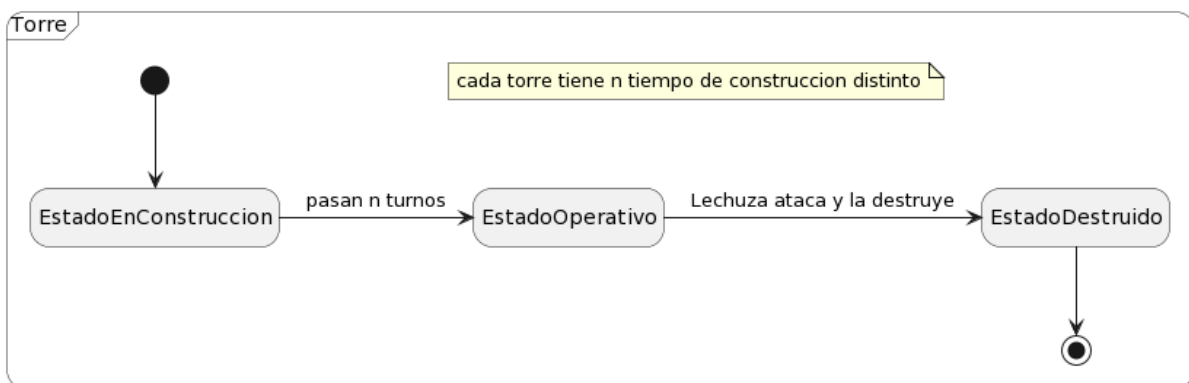 Torre
cada torre tiene n tiempo de construccion distinto
EstadoEnConstruccion
pasan n turnos
EstadoOperativo
Lechuza ataca y la destruye
EstadoDestruido